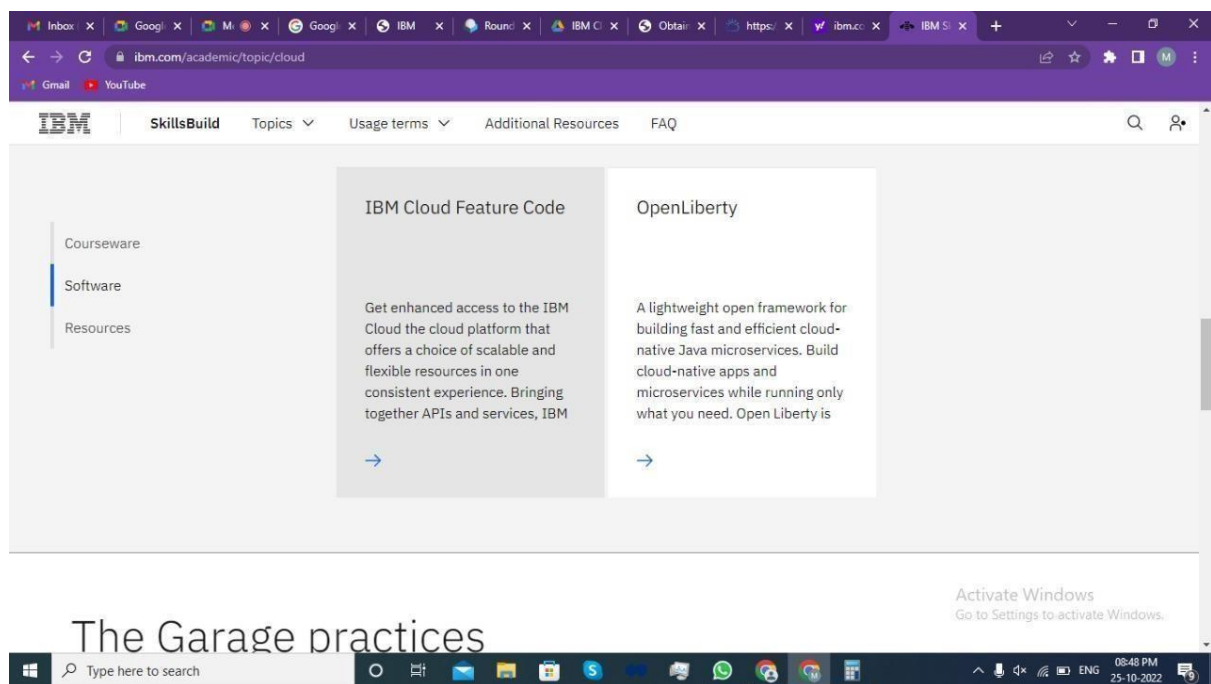 Inbox
Googl
M
Googl
IBM
Round
IBM Cl
Obtain
https:/
ibm.co
IBM S
ibm.com/academic/topic/cloud
M
Gmail
YouTube
IBM
SkillsBuild
Topics
Usage terms
Additional Resources
FAQ
Courseware
Software
Resources
IBM Cloud Feature Code
Get enhanced access to the IBM
Cloud the cloud platform that
offers a choice of scalable and
flexible resources in one
consistent experience. Bringing
together APIs and services, IBM
OpenLiberty
A lightweight open framework for
building fast and efficient cloud-
native Java microservices. Build
cloud-native apps and
microservices while running only
what you need. Open Liberty is
The Garage practices
Activate Windows
Go to Settings to activate Windows.
Type here to search
ENG
08:48 PM
25-10-2022